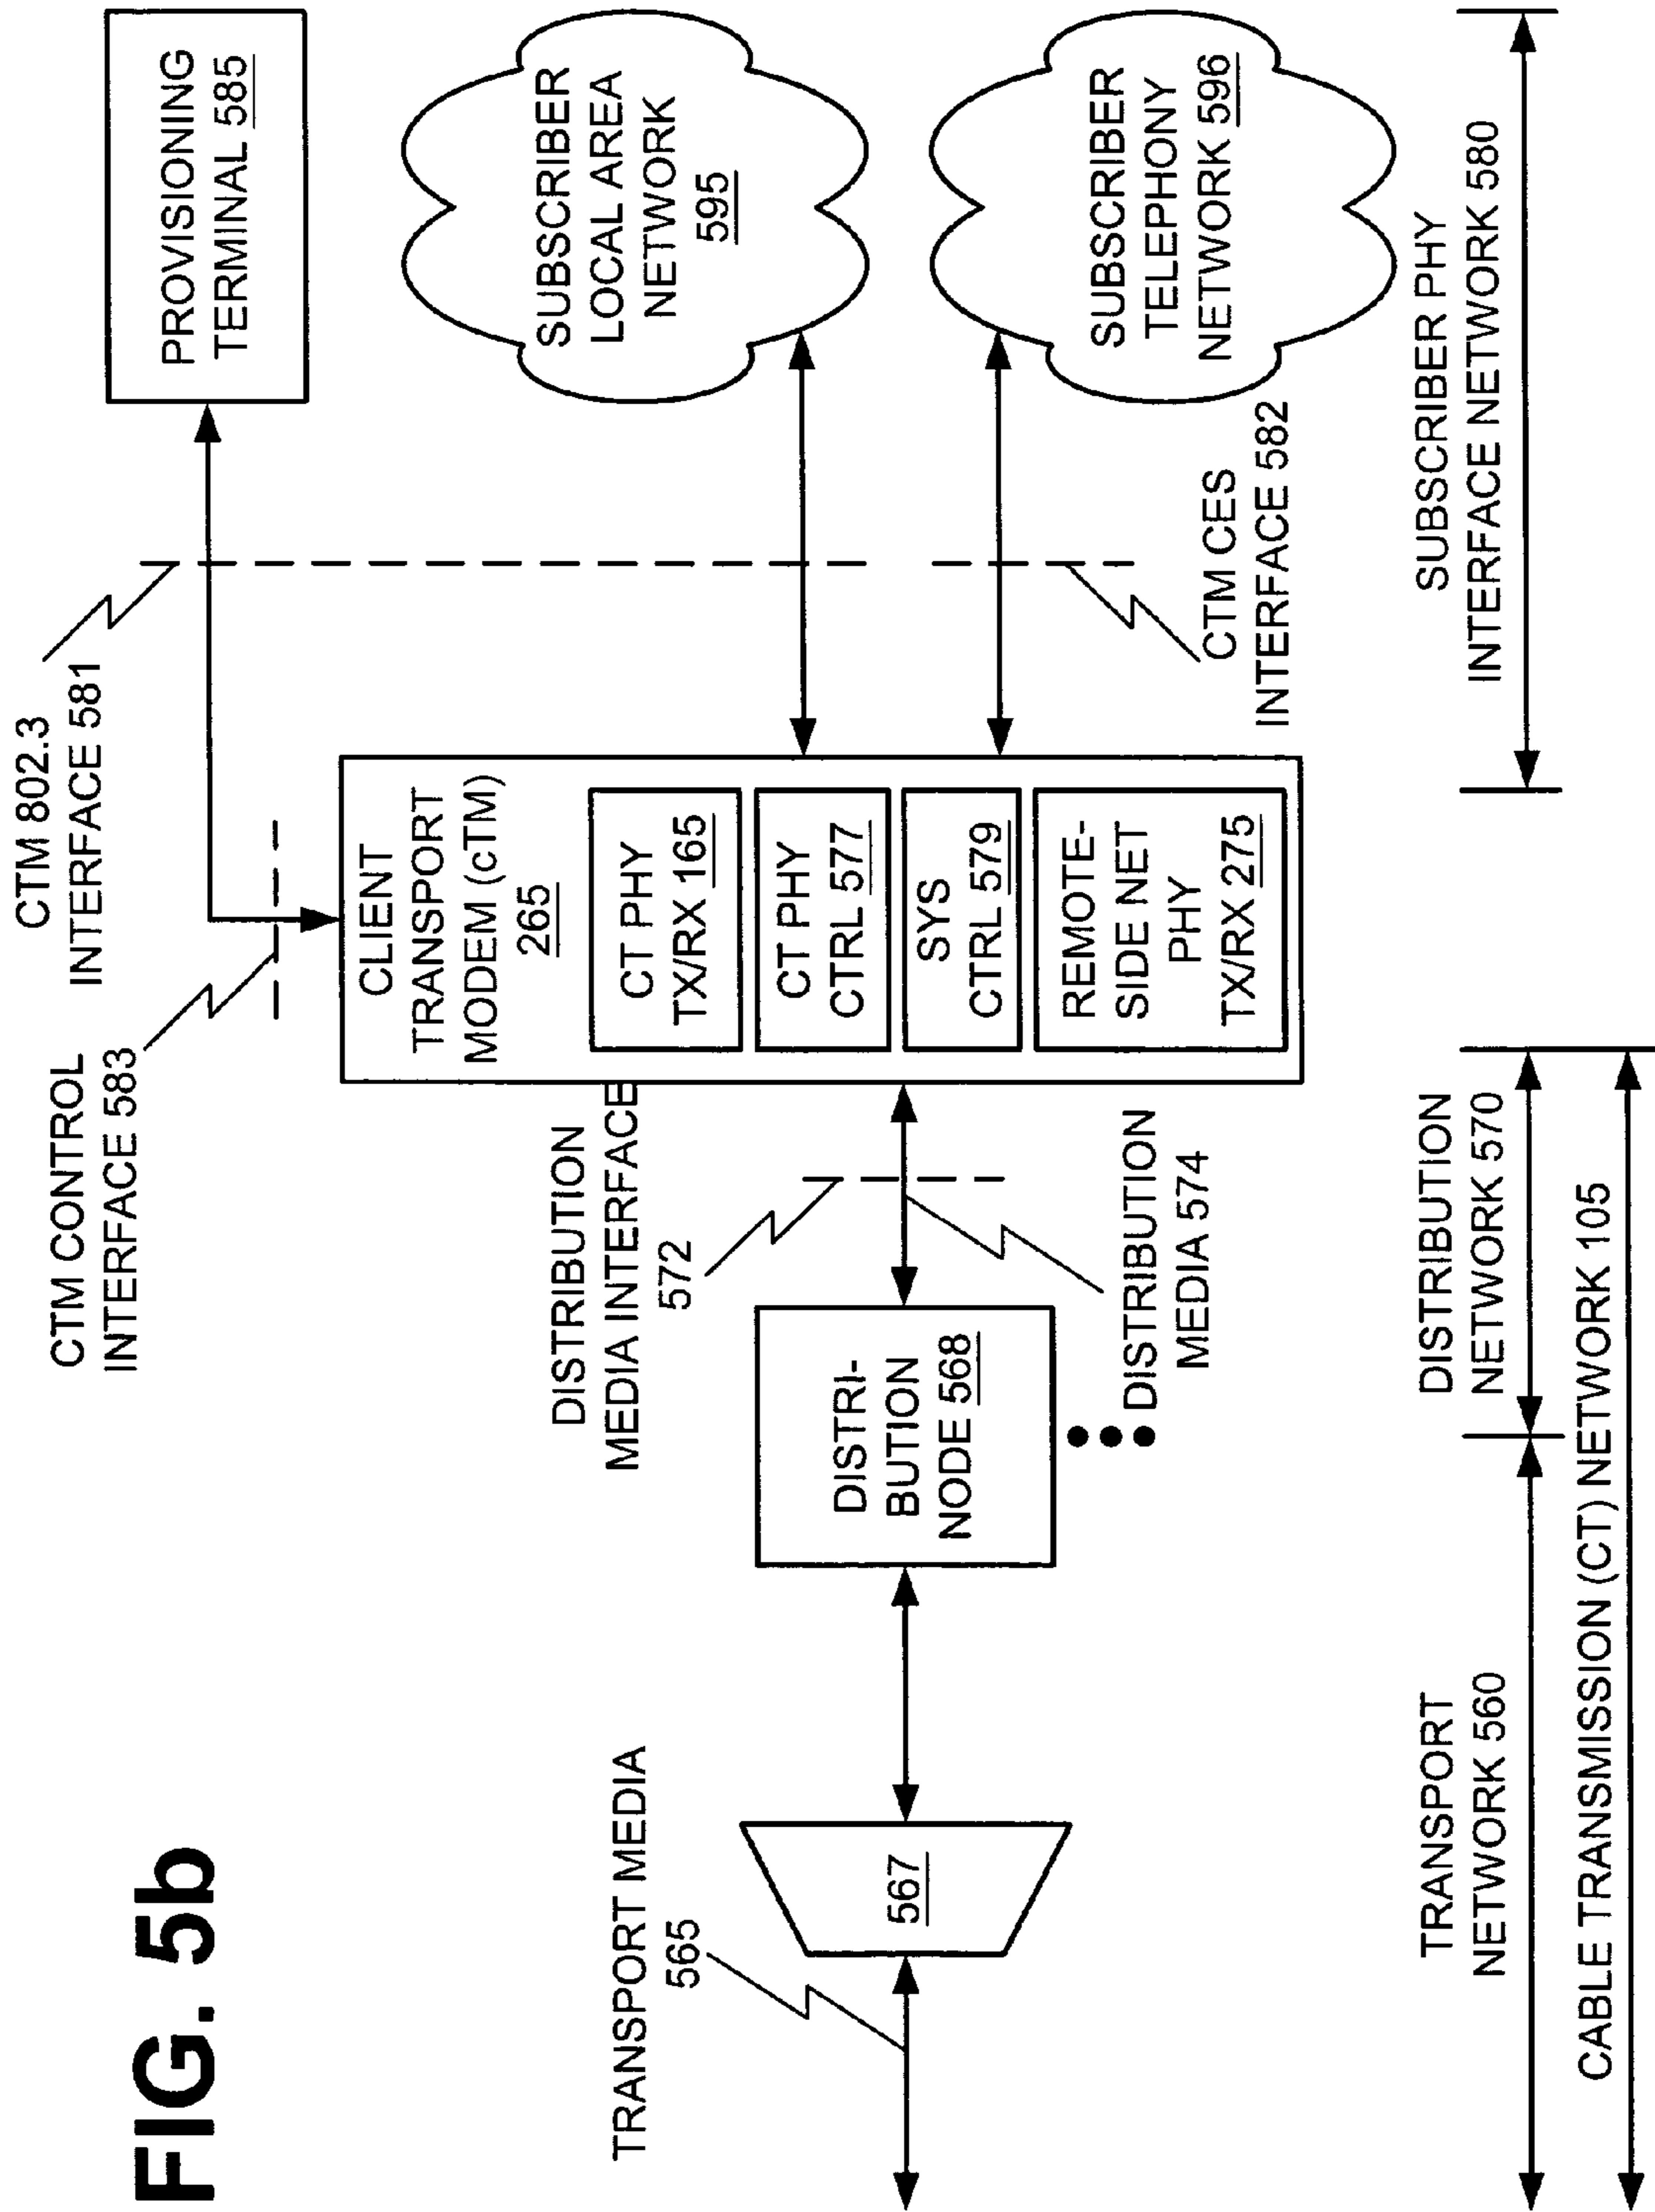 FIG. 5b
CTM CONTROL
INTERFACE 583
CTM 802.3
INTERFACE 581
PROVISIONING
TERMINAL 585
CLIENT
TRANSPORT
MODEM (cTM)
265
CT PHY
TX/RX 165
CT PHY
CTRL 577
SYS
CTRL 579
REMOTE-
SIDE NET
PHY
TX/RX 275
SUBSCRIBER
LOCAL AREA
NETWORK
595
SUBSCRIBER
TELEPHONY
NETWORK 596
CTM CES
INTERFACE 582
TRANSPORT MEDIA
565
567
DISTRI-
BUTION
NODE 568
DISTRIBUTION
MEDIA INTERFACE
572
DISTRIBUTION
MEDIA 574
TRANSPORT
NETWORK 560
DISTRIBUTION
NETWORK 570
SUBSCRIBER PHY
INTERFACE NETWORK 580
CABLE TRANSMISSION (CT) NETWORK 105